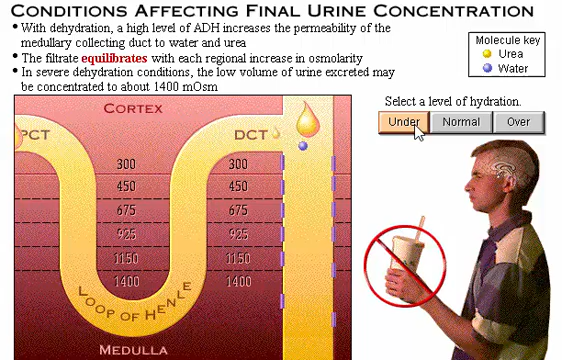 CONDITIONS AFFECTING FINAL URINE CONCENTRATION
• With dehydration, a high level of ADH increases the permeability of the
medullary collecting duct to water and urea
• The filtrate equilibrates with each regional increase in osmolarity
• In severe dehydration conditions, the low volume of urine excreted may
be concentrated to about 1400 mOsm
Molecule key
Urea
Water
Select a level of hydration.
Under Normal Over
CORTEX
PCT DCT
300 300
450 450
675 675
925 925
1150 1150
1400 1400
LOOP OF HENLE
MEDULLA